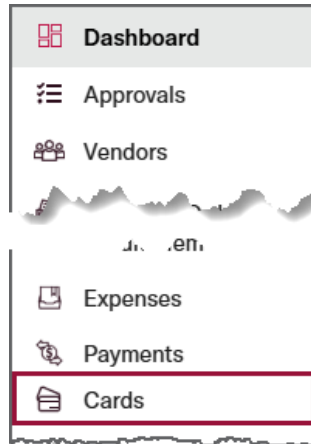 Dashboard
Approvals
Vendors
Expenses
Payments
Cards